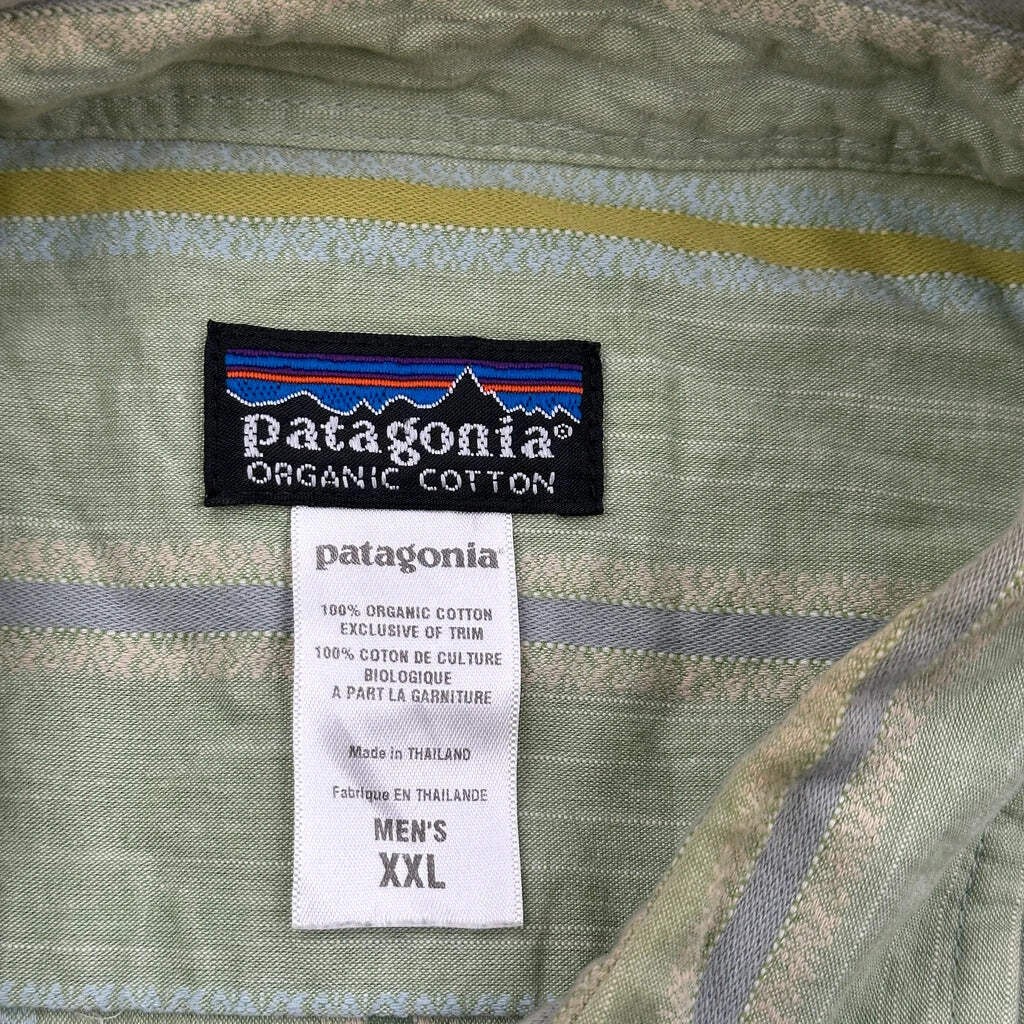 patagonia®
ORGANIC COTTON
patagonia®
100% ORGANIC COTTON
EXCLUSIVE OF TRIM
100% COTON DE CULTURE
BIOLOGIQUE
A PART LA GARNITURE
Made in THAILAND
Fabrique EN THAILANDE
MEN'S
XXL